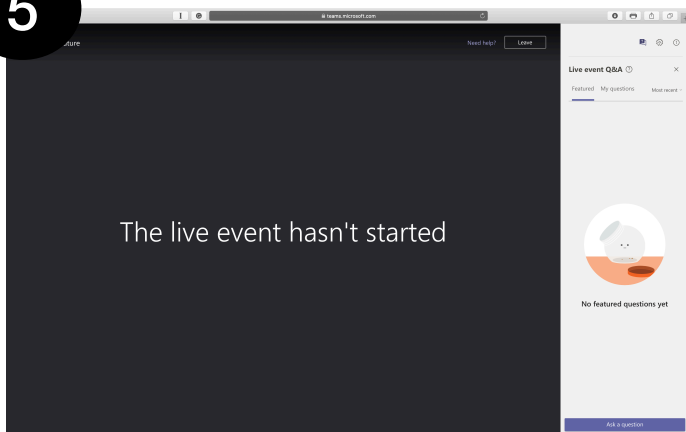 5
teams.microsoft.com
Need help?
Leave
Live event Q&A
Featured
My questions
Most recent
The live event hasn't started
No featured questions yet
Ask a question